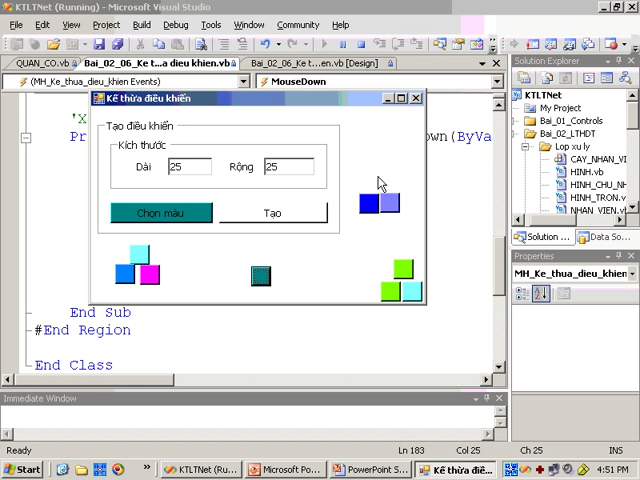 KTLTNet (Running) - Microsoft Visual Studio
File Edit View Project Build Debug Tools Window Community Help
QUAN_CO.vb Bai_02_06_Ke t...a dieu khien.vb Bai_02_06_Ke t...en.vb [Design]
(MH_Ke_thua_dieu_khien Events) MouseDown
'X
Pr own(ByVa
Kế thừa điều khiển
Tạo điều khiển
Kích thước
Dài 25 Rộng 25
Chọn màu Tạo
End Sub
#End Region
End Class
Immediate Window
Solution Explorer
KTLTNet
My Project
Bai_01_Controls
Bai_02_LTHDT
Lop xu ly
CAY_NHAN_VI
HINH.vb
HINH_CHU_NH
HINH_TRON.v
NHAN_VIEN.vb
Solution ... Data So...
Properties
MH_Ke_thua_dieu_khien
Ready Ln 183 Col 25 Ch 25 INS
Start » KTLTNet (Ru... Microsoft Po... PowerPoint S... Kế thừa điề... 4:51 PM